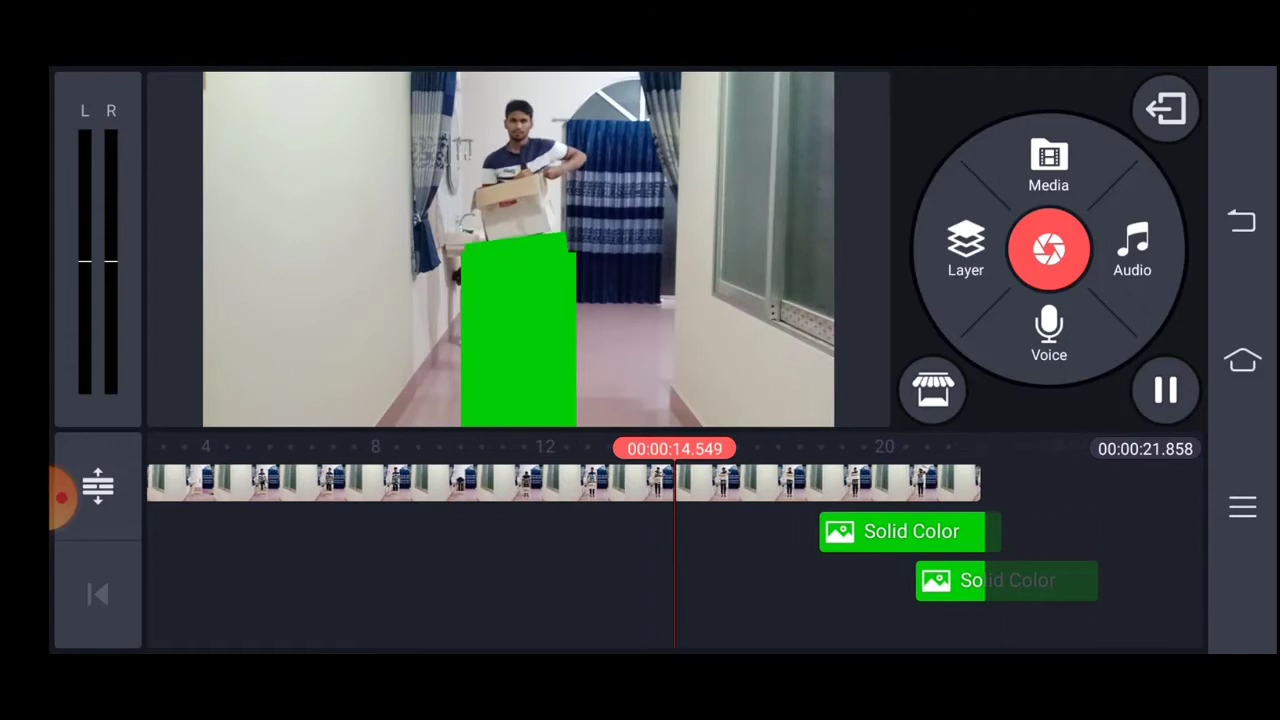 L R
Media
Layer
Audio
Voice
4 8 12 20
00:00:14.549
00:00:21.858
Solid Color
Solid Color